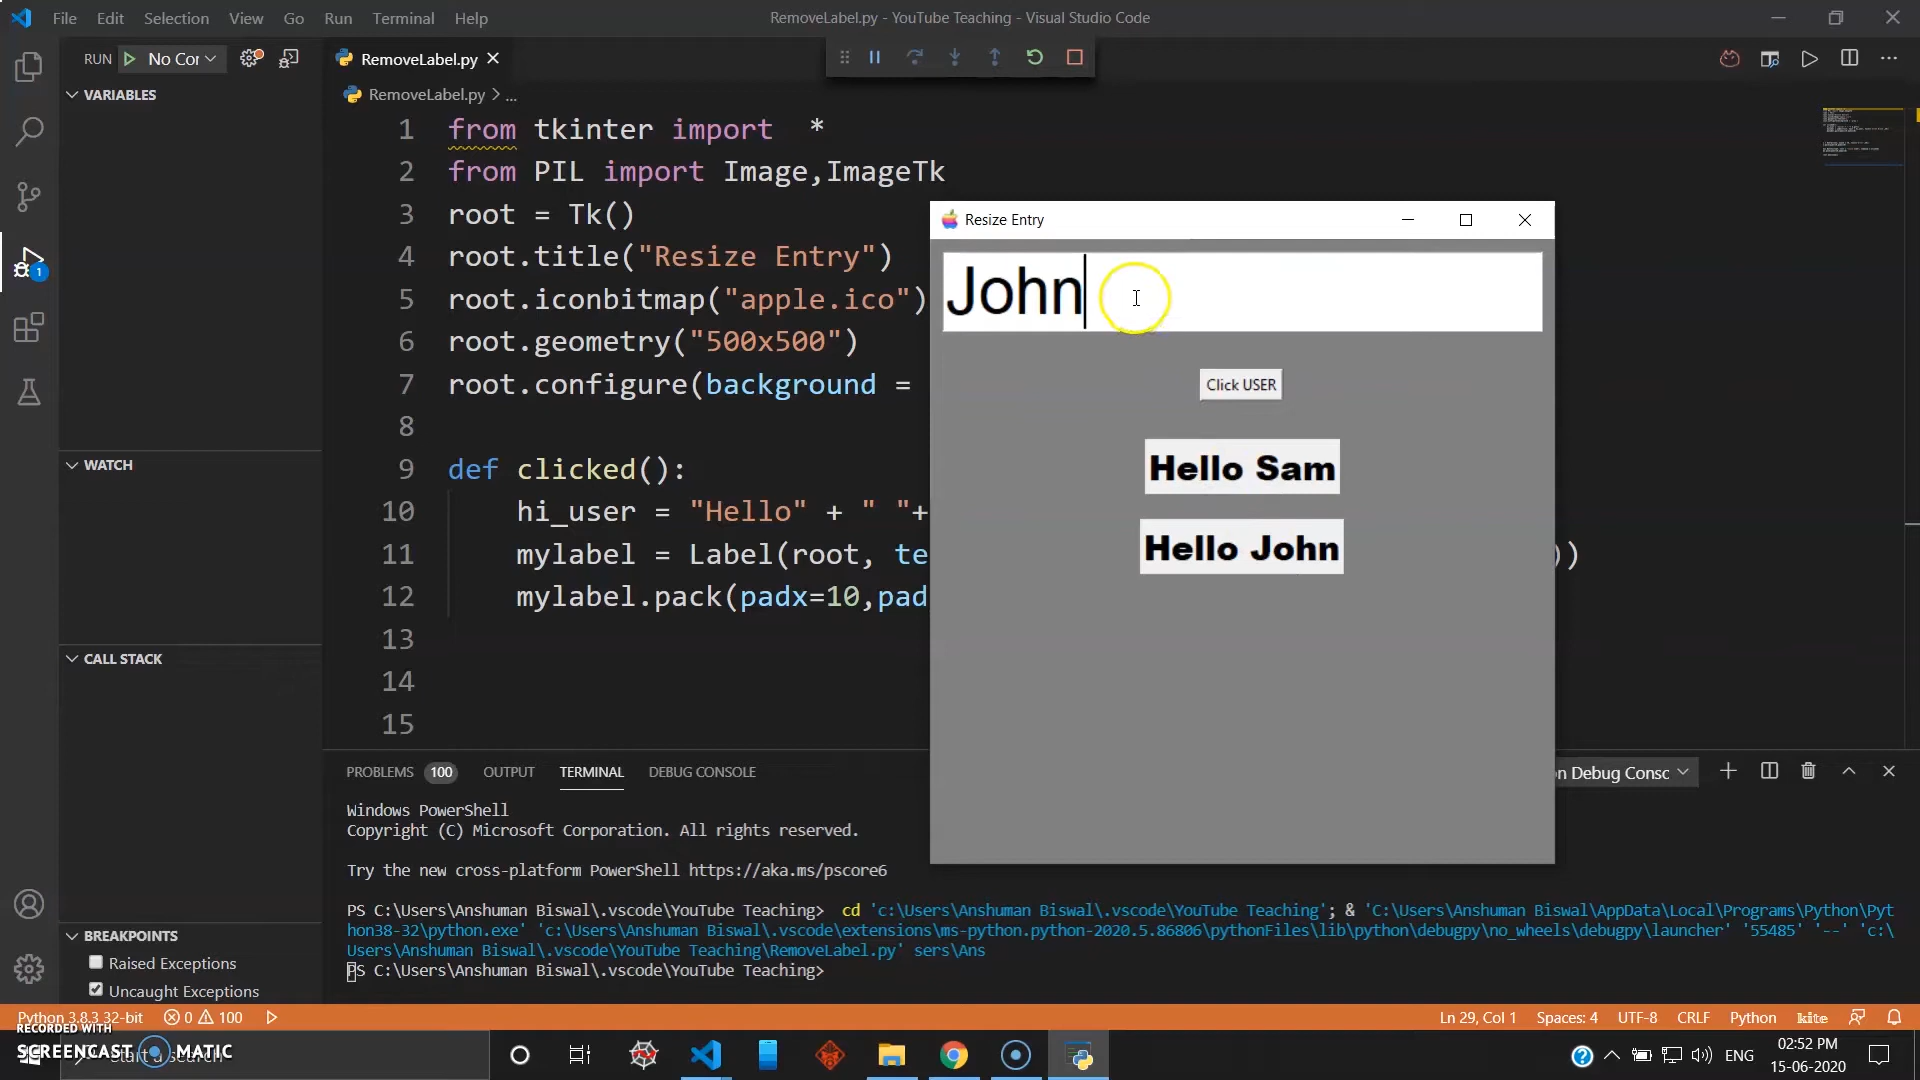 File Edit Selection View Go Run Terminal Help
RemoveLabel.py - YouTube Teaching - Visual Studio Code
RUN No Cor
RemoveLabel.py
RemoveLabel.py > ...
VARIABLES
WATCH
CALL STACK
BREAKPOINTS
Raised Exceptions
Uncaught Exceptions
1 from tkinter import *
2 from PIL import Image,ImageTk
3 root = Tk()
4 root.title("Resize Entry")
5 root.iconbitmap("apple.ico")
6 root.geometry("500x500")
7 root.configure(background =
8
9 def clicked():
10 hi_user = "Hello" + " "+
11 mylabel = Label(root, te ))
12 mylabel.pack(padx=10,pad
13
14
15
Resize Entry
John
Click USER
Hello Sam
Hello John
PROBLEMS 100 OUTPUT TERMINAL DEBUG CONSOLE
n Debug Consc
Windows PowerShell
Copyright (C) Microsoft Corporation. All rights reserved.
Try the new cross-platform PowerShell https://aka.ms/pscore6
PS C:\Users\Anshuman Biswal\.vscode\YouTube Teaching> cd 'c:\Users\Anshuman Biswal\.vscode\YouTube Teaching'; & 'C:\Users\Anshuman Biswal\AppData\Local\Programs\Python\Pyt
hon38-32\python.exe' 'c:\Users\Anshuman Biswal\.vscode\extensions\ms-python.python-2020.5.86806\pythonFiles\lib\python\debugpy\no_wheels\debugpy\launcher' '55485' '--' 'c:\
Users\Anshuman Biswal\.vscode\YouTube Teaching\RemoveLabel.py' sers\Ans
PS C:\Users\Anshuman Biswal\.vscode\YouTube Teaching>
1
Python 3.8.3 32-bit 0 100
Ln 29, Col 1 Spaces: 4 UTF-8 CRLF Python kite
RECORDED WITH
SCREENCAST MATIC
ENG
02:52 PM
15-06-2020